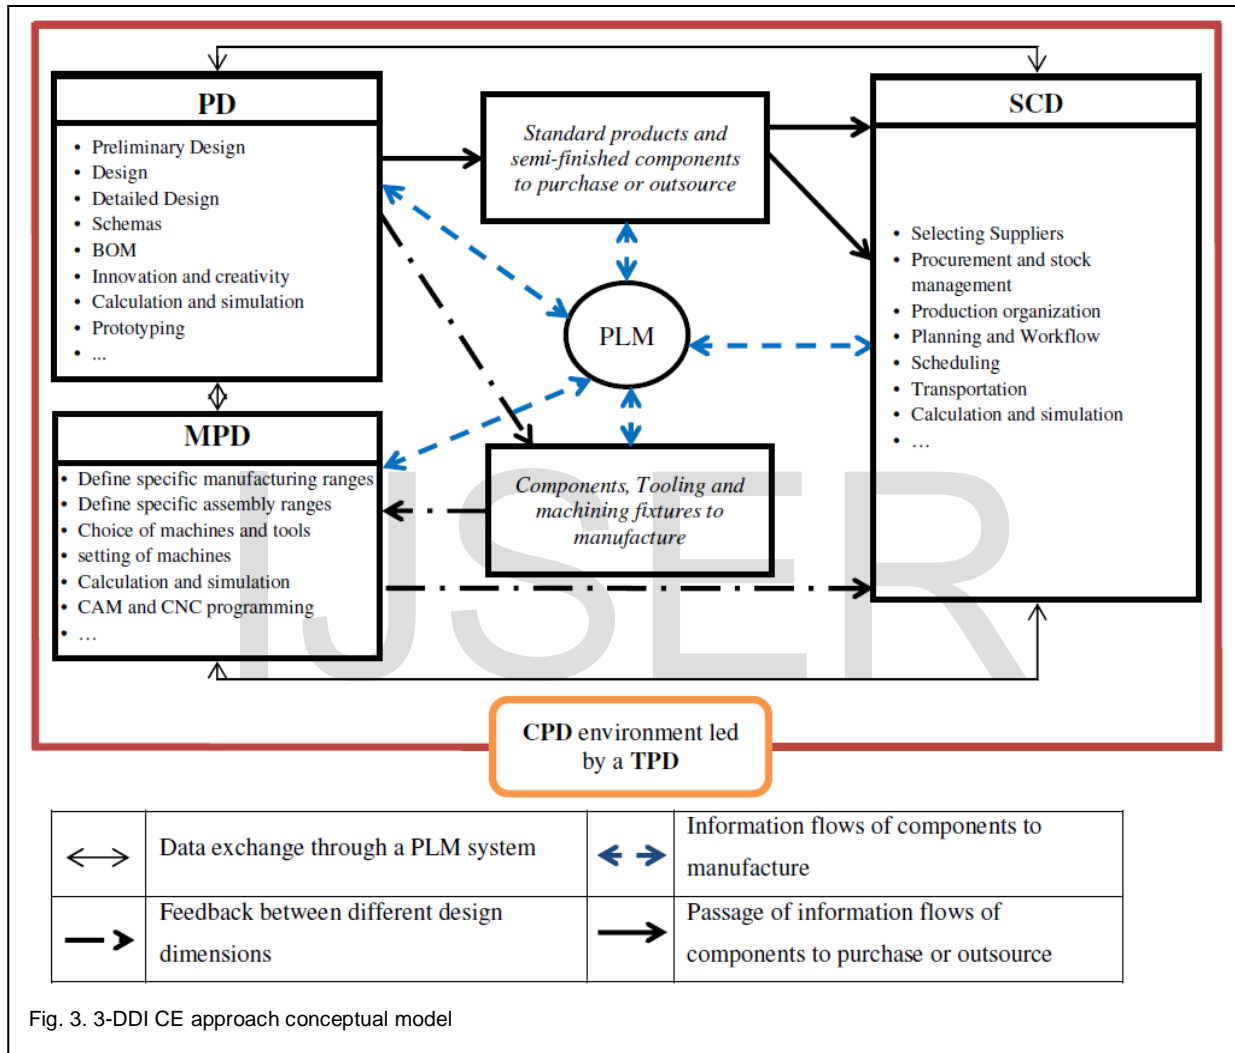 PD
• Preliminary Design
• Design
• Detailed Design
• Schemas
• BOM
• Innovation and creativity
• Calculation and simulation
• Prototyping
• ...
Standard products and
semi-finished components
to purchase or outsource
SCD
• Selecting Suppliers
• Procurement and stock
management
• Production organization
• Planning and Workflow
• Scheduling
• Transportation
• Calculation and simulation
• …
PLM
MPD
• Define specific manufacturing ranges
• Define specific assembly ranges
• Choice of machines and tools
• setting of machines
• Calculation and simulation
• CAM and CNC programming
• …
Components, Tooling and
machining fixtures to
manufacture
IJSER
CPD environment led
by a TPD
Data exchange through a PLM system
Information flows of components to
manufacture
Feedback between different design
dimensions
Passage of information flows of
components to purchase or outsource
Fig. 3. 3-DDI CE approach conceptual model